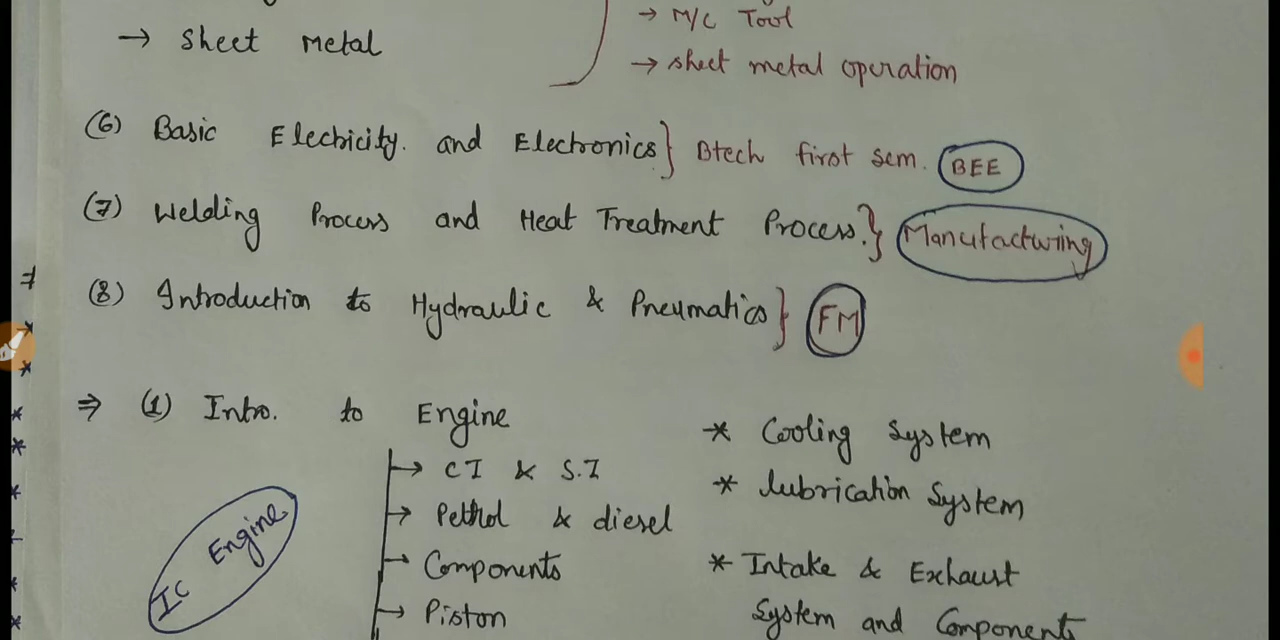 → M/C Tool
→ Sheet Metal
→ sheet metal operation
(6) Basic Electricity. and Electronics} Btech first sem. BEE
(7) Welding Process and Heat Treatment Process.} Manufacturing
(8) Introduction to Hydraulic & Pneumatics} FM
⇒ (1) Intro. to Engine
→ CI & S.I
→ Petrol & diesel
→ Components
→ Piston
IC Engine
* Cooling System
* lubrication System
* Intake & Exhaust
System and Components